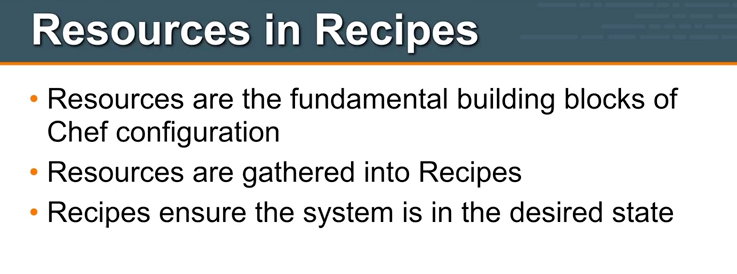 Resources in Recipes
• Resources are the fundamental building blocks of
Chef configuration
• Resources are gathered into Recipes
• Recipes ensure the system is in the desired state